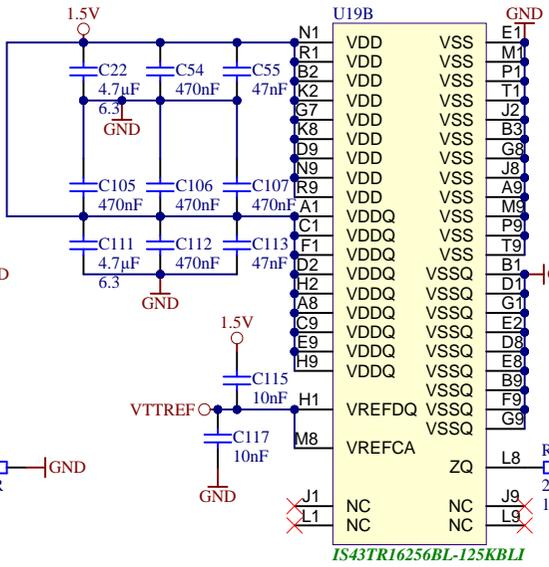 1.5V
U19B
GND
N1 VDD VSS E1
R1 VDD VSS M1
B2 VDD VSS P1
K2 VDD VSS T1
G7 VDD VSS J2
K8 VDD VSS B3
D9 VDD VSS G8
N9 VDD VSS J8
R9 VDD VSS A9
A1 VDDQ VSS M9
C1 VDDQ VSS P9
F1 VDDQ VSS T9
D2 VDDQ VSSQ B1
H2 VDDQ VSSQ D1
A8 VDDQ VSSQ G1
C9 VDDQ VSSQ E2
E9 VDDQ VSSQ D8
H9 VDDQ VSSQ E8
VSSQ B9
H1 VREFDQ VSSQ F9
VSSQ G9
M8 VREFCA
ZQ L8
J1 NC NC J9
L1 NC NC L9
IS43TR16256BL-125KBLI
C22
4.7µF
6.3
C54
470nF
C55
47nF
GND
C105
470nF
C106
470nF
C107
470nF
C111
4.7µF
6.3
C112
470nF
C113
47nF
GND
1.5V
C115
10nF
VTTREF
C117
10nF
GND
GND